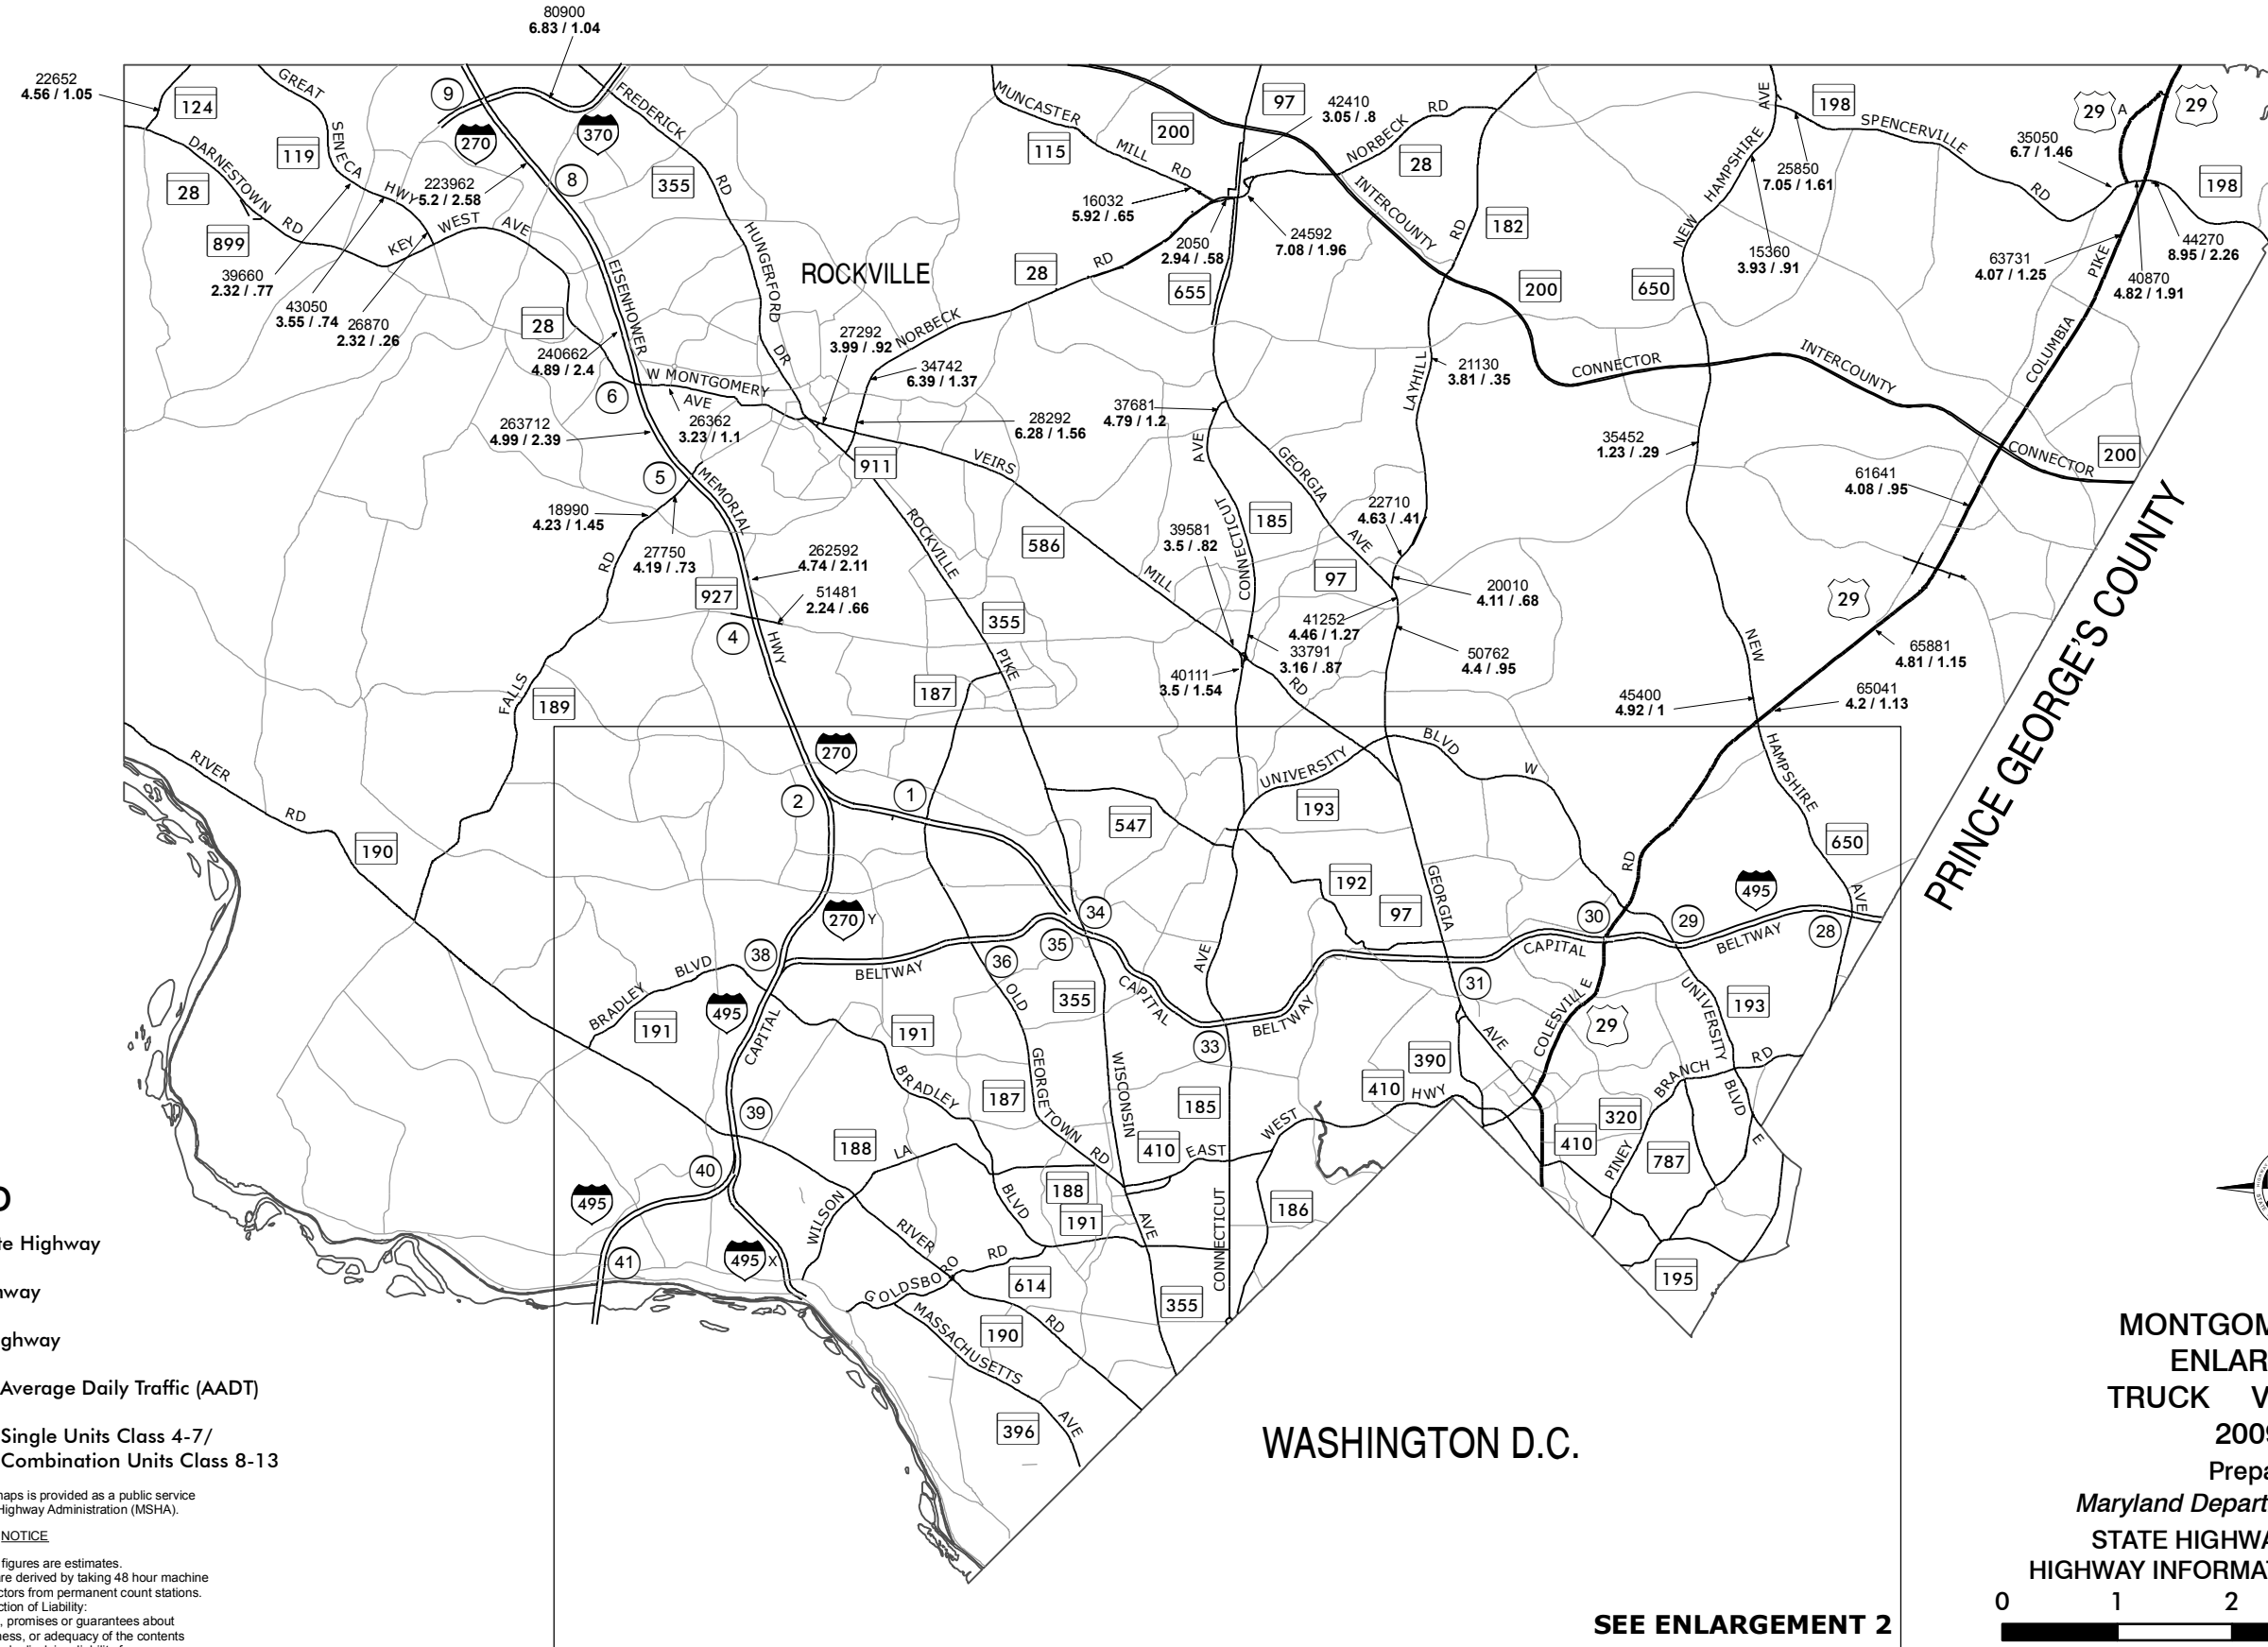 80900
6.83 / 1.04
22652
4.56 / 1.05
124
GREAT
SENECA
HWY
119
DARNESTOWN
RD
28
899
9
270
370
FREDERICK
RD
355
8
223962
5.2 / 2.58
KEY
WEST
AVE
39660
2.32 / .77
43050
3.55 / .74
26870
2.32 / .26
28
EISENHOWER
240662
4.89 / 2.4
6
263712
4.99 / 2.39
W MONTGOMERY
AVE
26362
3.23 / 1.1
HUNGERFORD
DR
ROCKVILLE
27292
3.99 / .92
NORBECK
RD
28
34742
6.39 / 1.37
28292
6.28 / 1.56
911
VEIRS
MILL
RD
586
5
MEMORIAL
HWY
18990
4.23 / 1.45
27750
4.19 / .73
262592
4.74 / 2.11
927
51481
2.24 / .66
4
FALLS
RD
189
ROCKVILLE
PIKE
355
187
MUNCASTER
MILL
RD
115
200
97
42410
3.05 / .8
NORBECK
RD
28
16032
5.92 / .65
2050
2.94 / .58
24592
7.08 / 1.96
655
INTERCOUNTY
182
200
CONNECTOR
INTERCOUNTY
CONNECTOR
200
LAYHILL
RD
21130
3.81 / .35
37681
4.79 / 1.2
AVE
CONNECTICUT
185
GEORGIA
AVE
97
22710
4.63 / .41
39581
3.5 / .82
20010
4.11 / .68
41252
4.46 / 1.27
33791
3.16 / .87
50762
4.4 / .95
40111
3.5 / 1.54
NEW
HAMPSHIRE
AVE
650
198
SPENCERVILLE
RD
25850
7.05 / 1.61
15360
3.93 / .91
35452
1.23 / .29
29
A
29
35050
6.7 / 1.46
198
44270
8.95 / 2.26
40870
4.82 / 1.91
63731
4.07 / 1.25
COLUMBIA
PIKE
61641
4.08 / .95
29
65881
4.81 / 1.15
65041
4.2 / 1.13
NEW
45400
4.92 / 1
HAMPSHIRE
AVE
650
PRINCE GEORGE'S COUNTY
RIVER
RD
190
270
2
1
547
UNIVERSITY
BLVD
W
193
192
97
GEORGIA
AVE
RD
495
30
29
28
CAPITAL
BELTWAY
31
34
35
36
270
Y
38
BELTWAY
BRADLEY
BLVD
191
495
CAPITAL
191
BRADLEY
BLVD
OLD
GEORGETOWN
RD
187
355
WISCONSIN
AVE
CAPITAL
BELTWAY
33
AVE
185
COLESVILLE
29
UNIVERSITY
BLVD
E
193
390
410
HWY
WEST
EAST
410
39
188
40
LA
WILSON
188
191
186
CONNECTICUT
PINEY
BRANCH
RD
320
410
787
195
495
41
495
X
RIVER
RD
GOLDSBORO
RD
614
190
MASSACHUSETTS
AVE
396
355
WASHINGTON D.C.
SEE ENLARGEMENT 2
te Highway
hway
ighway
Average Daily Traffic (AADT)
Single Units Class 4-7/
Combination Units Class 8-13
maps is provided as a public service
Highway Administration (MSHA).
NOTICE
figures are estimates.
re derived by taking 48 hour machine
ctors from permanent count stations.
ction of Liability:
, promises or guarantees about
ness, or adequacy of the contents
MONTGOM
ENLAR
TRUCK V
2009
Prepa
Maryland Depart
STATE HIGHWA
HIGHWAY INFORMAT
0 1 2